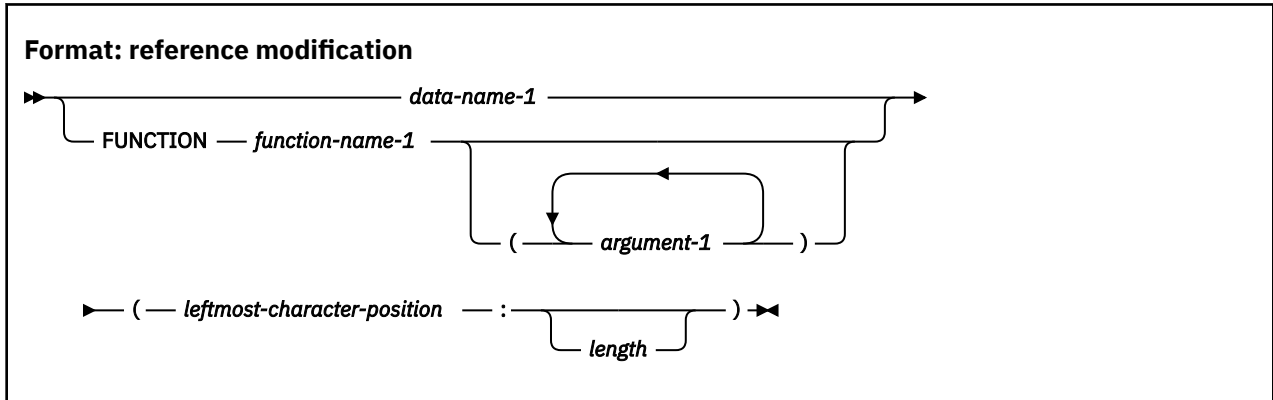 Format: reference modification
data-name-1
FUNCTION function-name-1
( argument-1 )
( leftmost-character-position : )
length